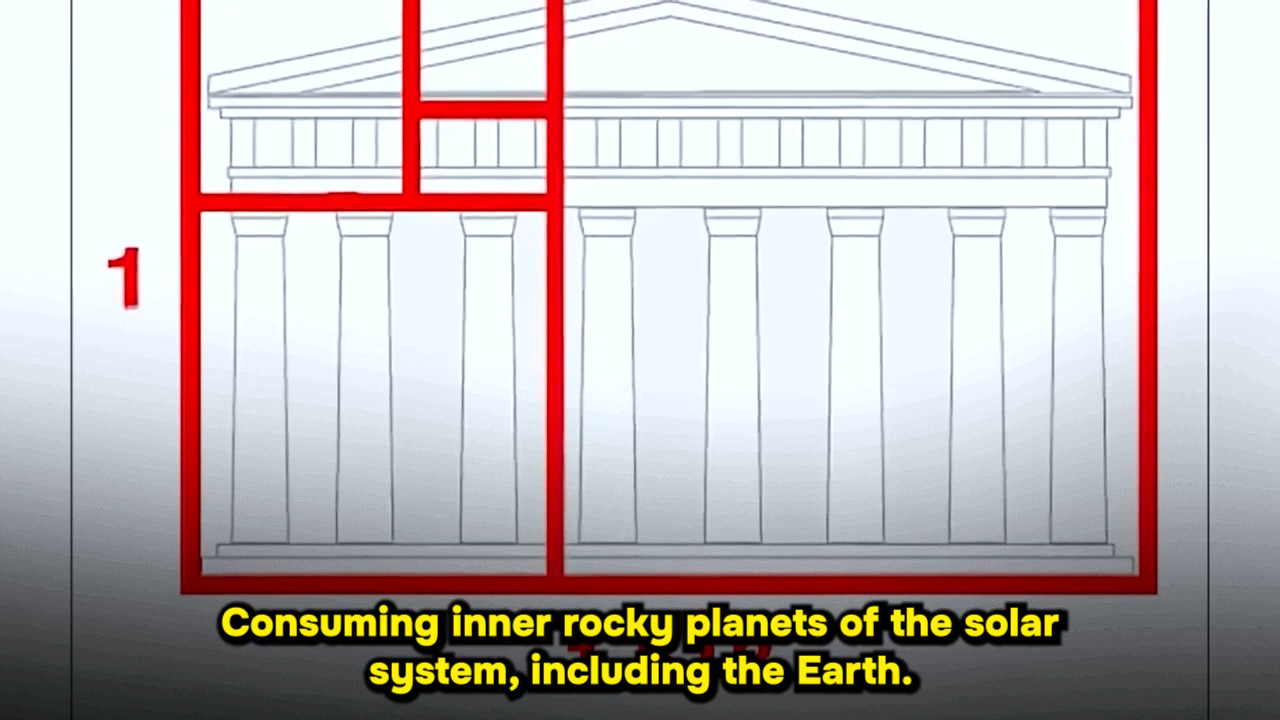 1
Consuming inner rocky planets of the solar
system, including the Earth.